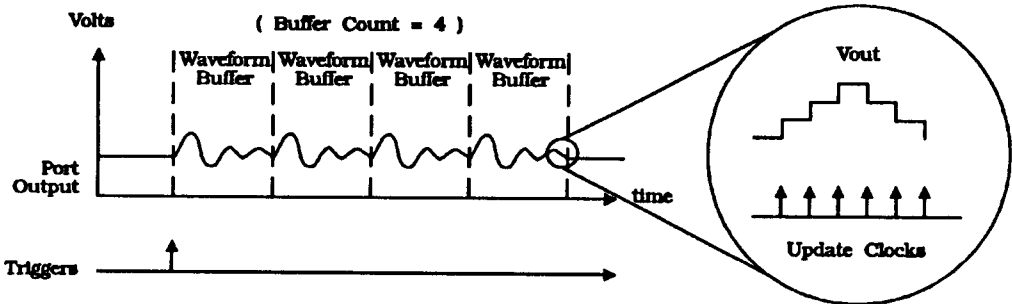 Volts
( Buffer Count = 4 )
Waveform Buffer
Waveform Buffer
Waveform Buffer
Waveform Buffer
Port
Output
time
Triggers
Vout
Update Clocks